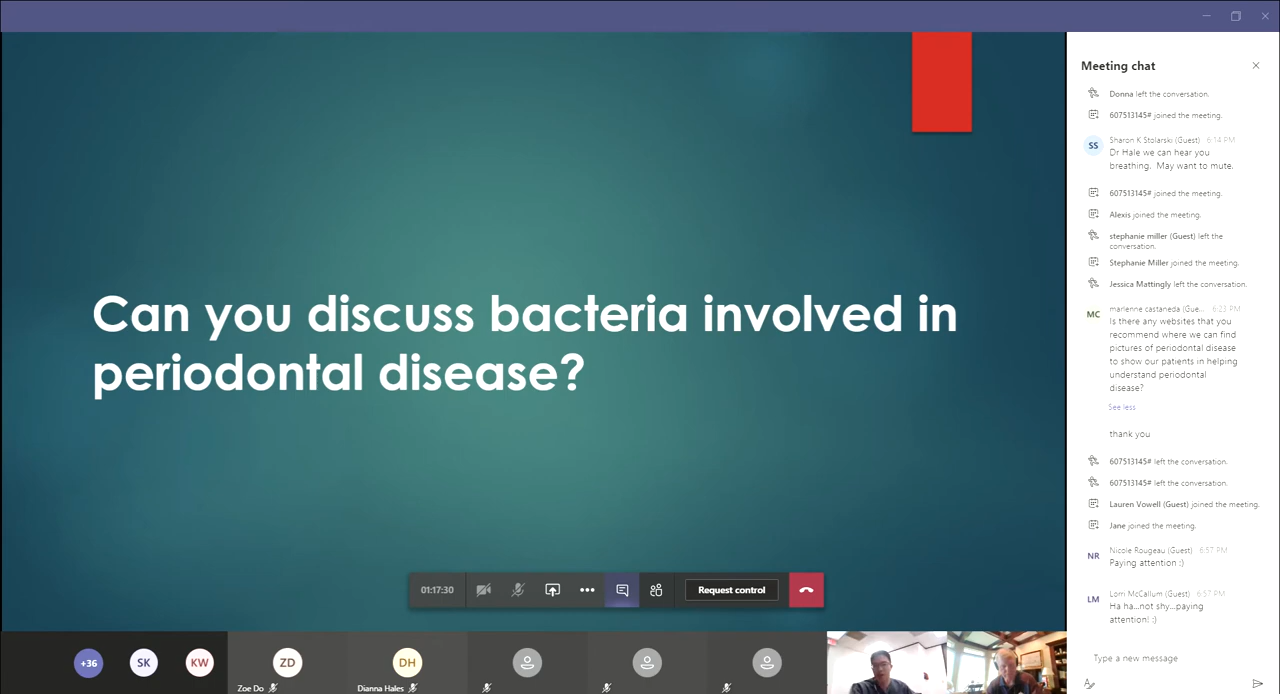 Can you discuss bacteria involved in
periodontal disease?
01:17:30
Request control
+36
SK
KW
ZD
Zoe Do
DH
Dianna Hales
Meeting chat
Donna left the conversation.
607513145# joined the meeting.
SS
Sharon K Stolarski (Guest) 6:14 PM
Dr Hale we can hear you
breathing. May want to mute.
607513145# joined the meeting.
Alexis joined the meeting.
stephanie miller (Guest) left the
conversation.
Stephanie Miller joined the meeting.
Jessica Mattingly left the conversation.
MC
marlenne castaneda (Gue... 6:23 PM
Is there any websites that you
recommend where we can find
pictures of periodontal disease
to show our patients in helping
understand periodontal
disease?
See less
thank you
607513145# left the conversation.
607513145# left the conversation.
Lauren Vowell (Guest) joined the meeting.
Jane joined the meeting.
NR
Nicole Rougeau (Guest) 6:57 PM
Paying attention :)
LM
Lorri McCallum (Guest) 6:57 PM
Ha ha...not shy...paying
attention! :)
Type a new message